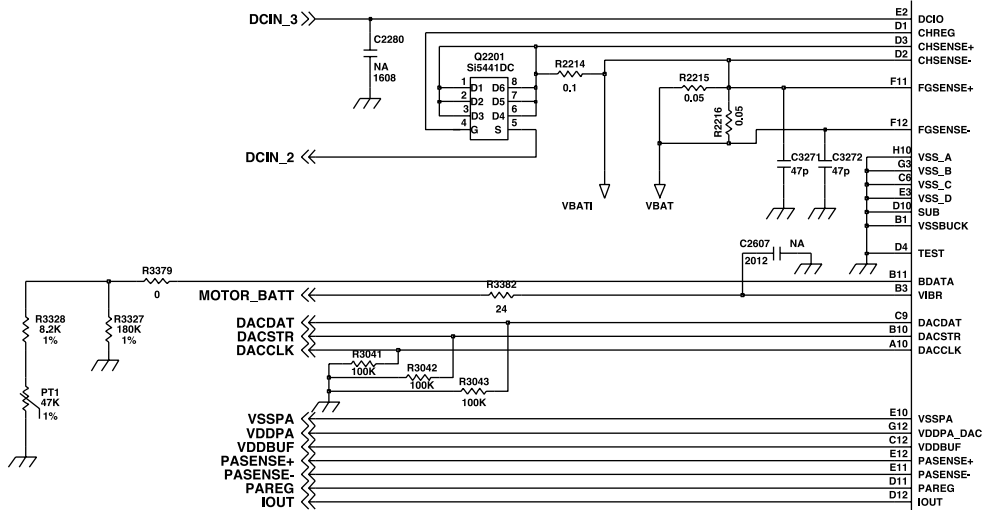 DCIN_3
E2 DCIO
D1 CHREG
D3 CHSENSE+
D2 CHSENSE-
C2280
NA
1608
Q2201
Si5441DC
1 D1 D6 8
2 D2 D5 7
3 D3 D4 6
4 G S 5
R2214
0.1
R2215
0.05
R2216
0.05
F11 FGSENSE+
F12 FGSENSE-
DCIN_2
C3271
47p
C3272
47p
VBATI
VBAT
H10 VSS_A
G3 VSS_B
C6 VSS_C
E3 VSS_D
D10 SUB
B1 VSSBUCK
D4 TEST
C2607 NA
2012
R3379
0
B11 BDATA
MOTOR_BATT
R3382
24
B3 VIBR
R3328
8.2K
1%
R3327
180K
1%
PT1
47K
1%
DACDAT
C9 DACDAT
DACSTR
B10 DACSTR
DACCLK
A10 DACCLK
R3041
100K
R3042
100K
R3043
100K
VSSPA
E10 VSSPA
VDDPA
G12 VDDPA_DAC
VDDBUF
C12 VDDBUF
PASENSE+
E12 PASENSE+
PASENSE-
E11 PASENSE-
PAREG
D11 PAREG
IOUT
D12 IOUT